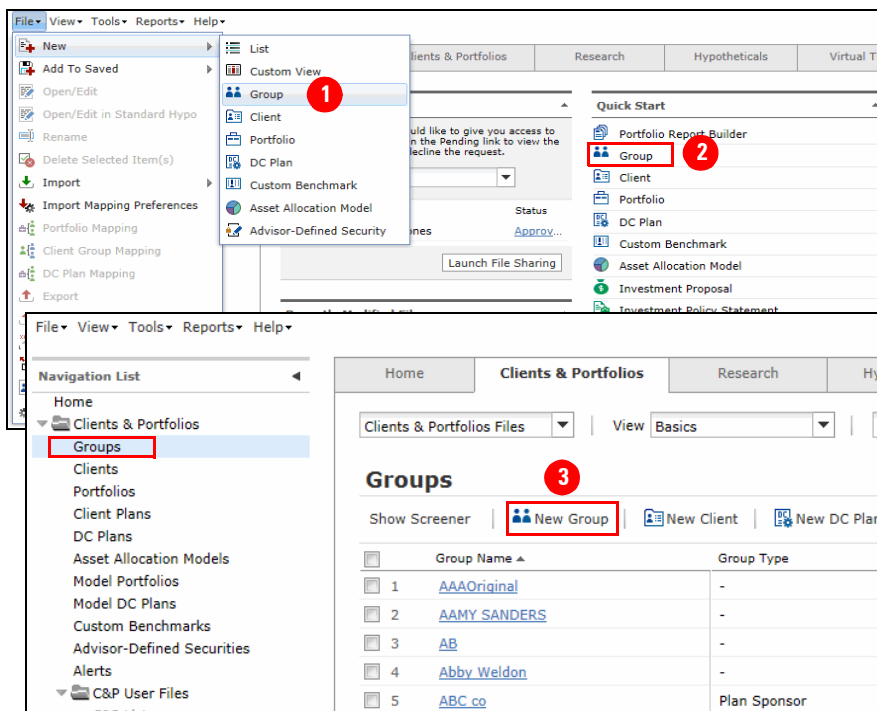 File View Tools Reports Help
New
Add To Saved
Open/Edit
Open/Edit in Standard Hypo
Rename
Delete Selected Item(s)
Import
Import Mapping Preferences
Portfolio Mapping
Client Group Mapping
DC Plan Mapping
Export
List
Custom View
Group
1
Client
Portfolio
DC Plan
Custom Benchmark
Asset Allocation Model
Advisor-Defined Security
lients & Portfolios Research Hypotheticals Virtual T
uld like to give you access to
n the Pending link to view the
lecline the request.
Status
nes Approv...
Launch File Sharing
Quick Start
Portfolio Report Builder
Group
2
Client
Portfolio
DC Plan
Custom Benchmark
Asset Allocation Model
Investment Proposal
Investment Policy Statement
File View Tools Reports Help
Navigation List
Home
Clients & Portfolios
Groups
Clients
Portfolios
Client Plans
DC Plans
Asset Allocation Models
Model Portfolios
Model DC Plans
Custom Benchmarks
Advisor-Defined Securities
Alerts
C&P User Files
Home Clients & Portfolios Research Hy
Clients & Portfolios Files View Basics
Groups
3
Show Screener New Group New Client New DC Plan
Group Name Group Type
1 AAAOriginal -
2 AAMY SANDERS -
3 AB -
4 Abby Weldon -
5 ABC co Plan Sponsor